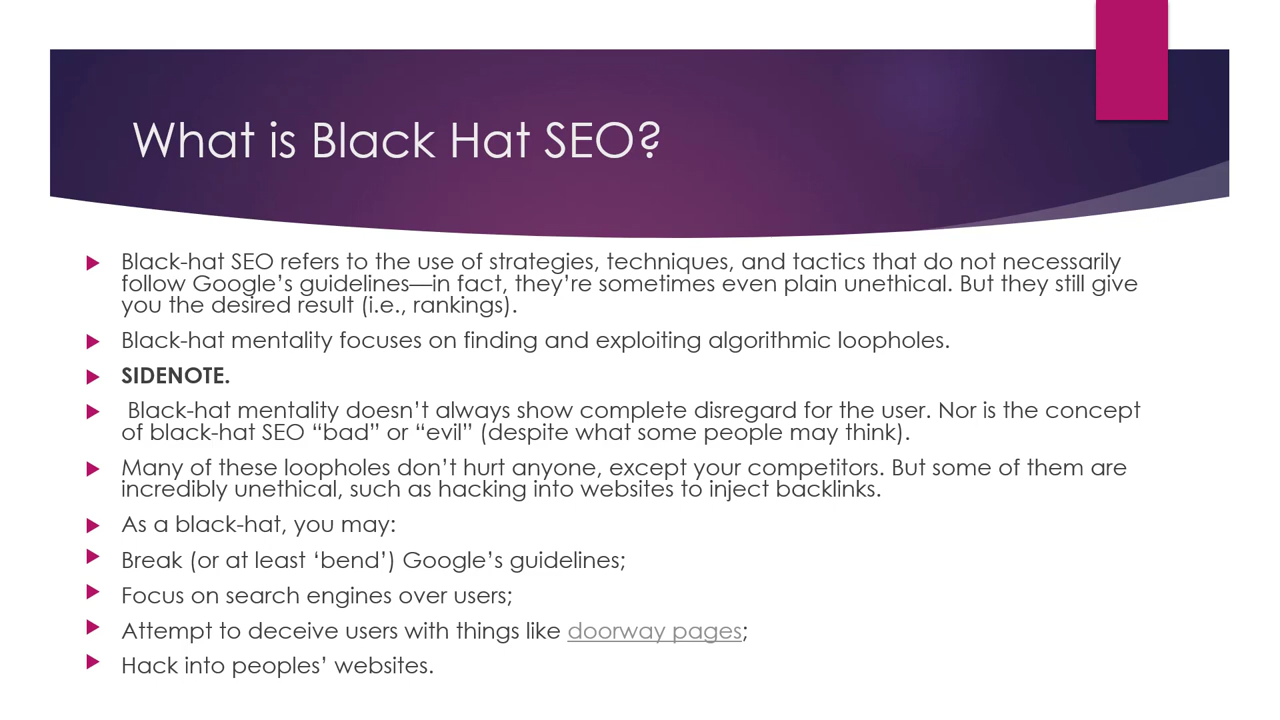 What is Black Hat SEO?
Black-hat SEO refers to the use of strategies, techniques, and tactics that do not necessarily
follow Google’s guidelines—in fact, they’re sometimes even plain unethical. But they still give
you the desired result (i.e., rankings).
Black-hat mentality focuses on finding and exploiting algorithmic loopholes.
SIDENOTE.
Black-hat mentality doesn’t always show complete disregard for the user. Nor is the concept
of black-hat SEO “bad” or “evil” (despite what some people may think).
Many of these loopholes don’t hurt anyone, except your competitors. But some of them are
incredibly unethical, such as hacking into websites to inject backlinks.
As a black-hat, you may:
Break (or at least ‘bend’) Google’s guidelines;
Focus on search engines over users;
Attempt to deceive users with things like doorway pages;
Hack into peoples’ websites.